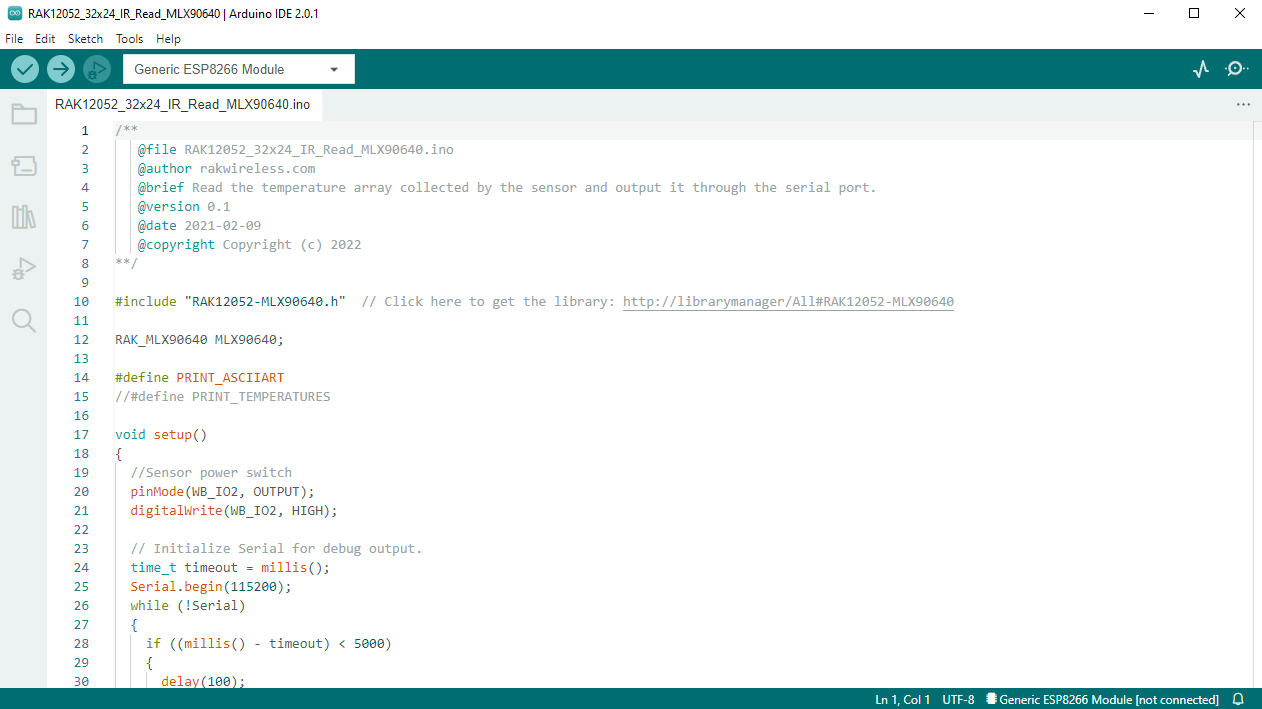 RAK12052_32x24_IR_Read_MLX90640 | Arduino IDE 2.0.1
File Edit Sketch Tools Help
Generic ESP8266 Module
RAK12052_32x24_IR_Read_MLX90640.ino
1 /**
2 @file RAK12052_32x24_IR_Read_MLX90640.ino
3 @author rakwireless.com
4 @brief Read the temperature array collected by the sensor and output it through the serial port.
5 @version 0.1
6 @date 2021-02-09
7 @copyright Copyright (c) 2022
8 **/
9
10 #include "RAK12052-MLX90640.h" // Click here to get the library: http://librarymanager/All#RAK12052-MLX90640
11
12 RAK_MLX90640 MLX90640;
13
14 #define PRINT_ASCIIART
15 //#define PRINT_TEMPERATURES
16
17 void setup()
18 {
19 //Sensor power switch
20 pinMode(WB_IO2, OUTPUT);
21 digitalWrite(WB_IO2, HIGH);
22
23 // Initialize Serial for debug output.
24 time_t timeout = millis();
25 Serial.begin(115200);
26 while (!Serial)
27 {
28 if ((millis() - timeout) < 5000)
29 {
30 delay(100);
Ln 1, Col 1 UTF-8 Generic ESP8266 Module [not connected]